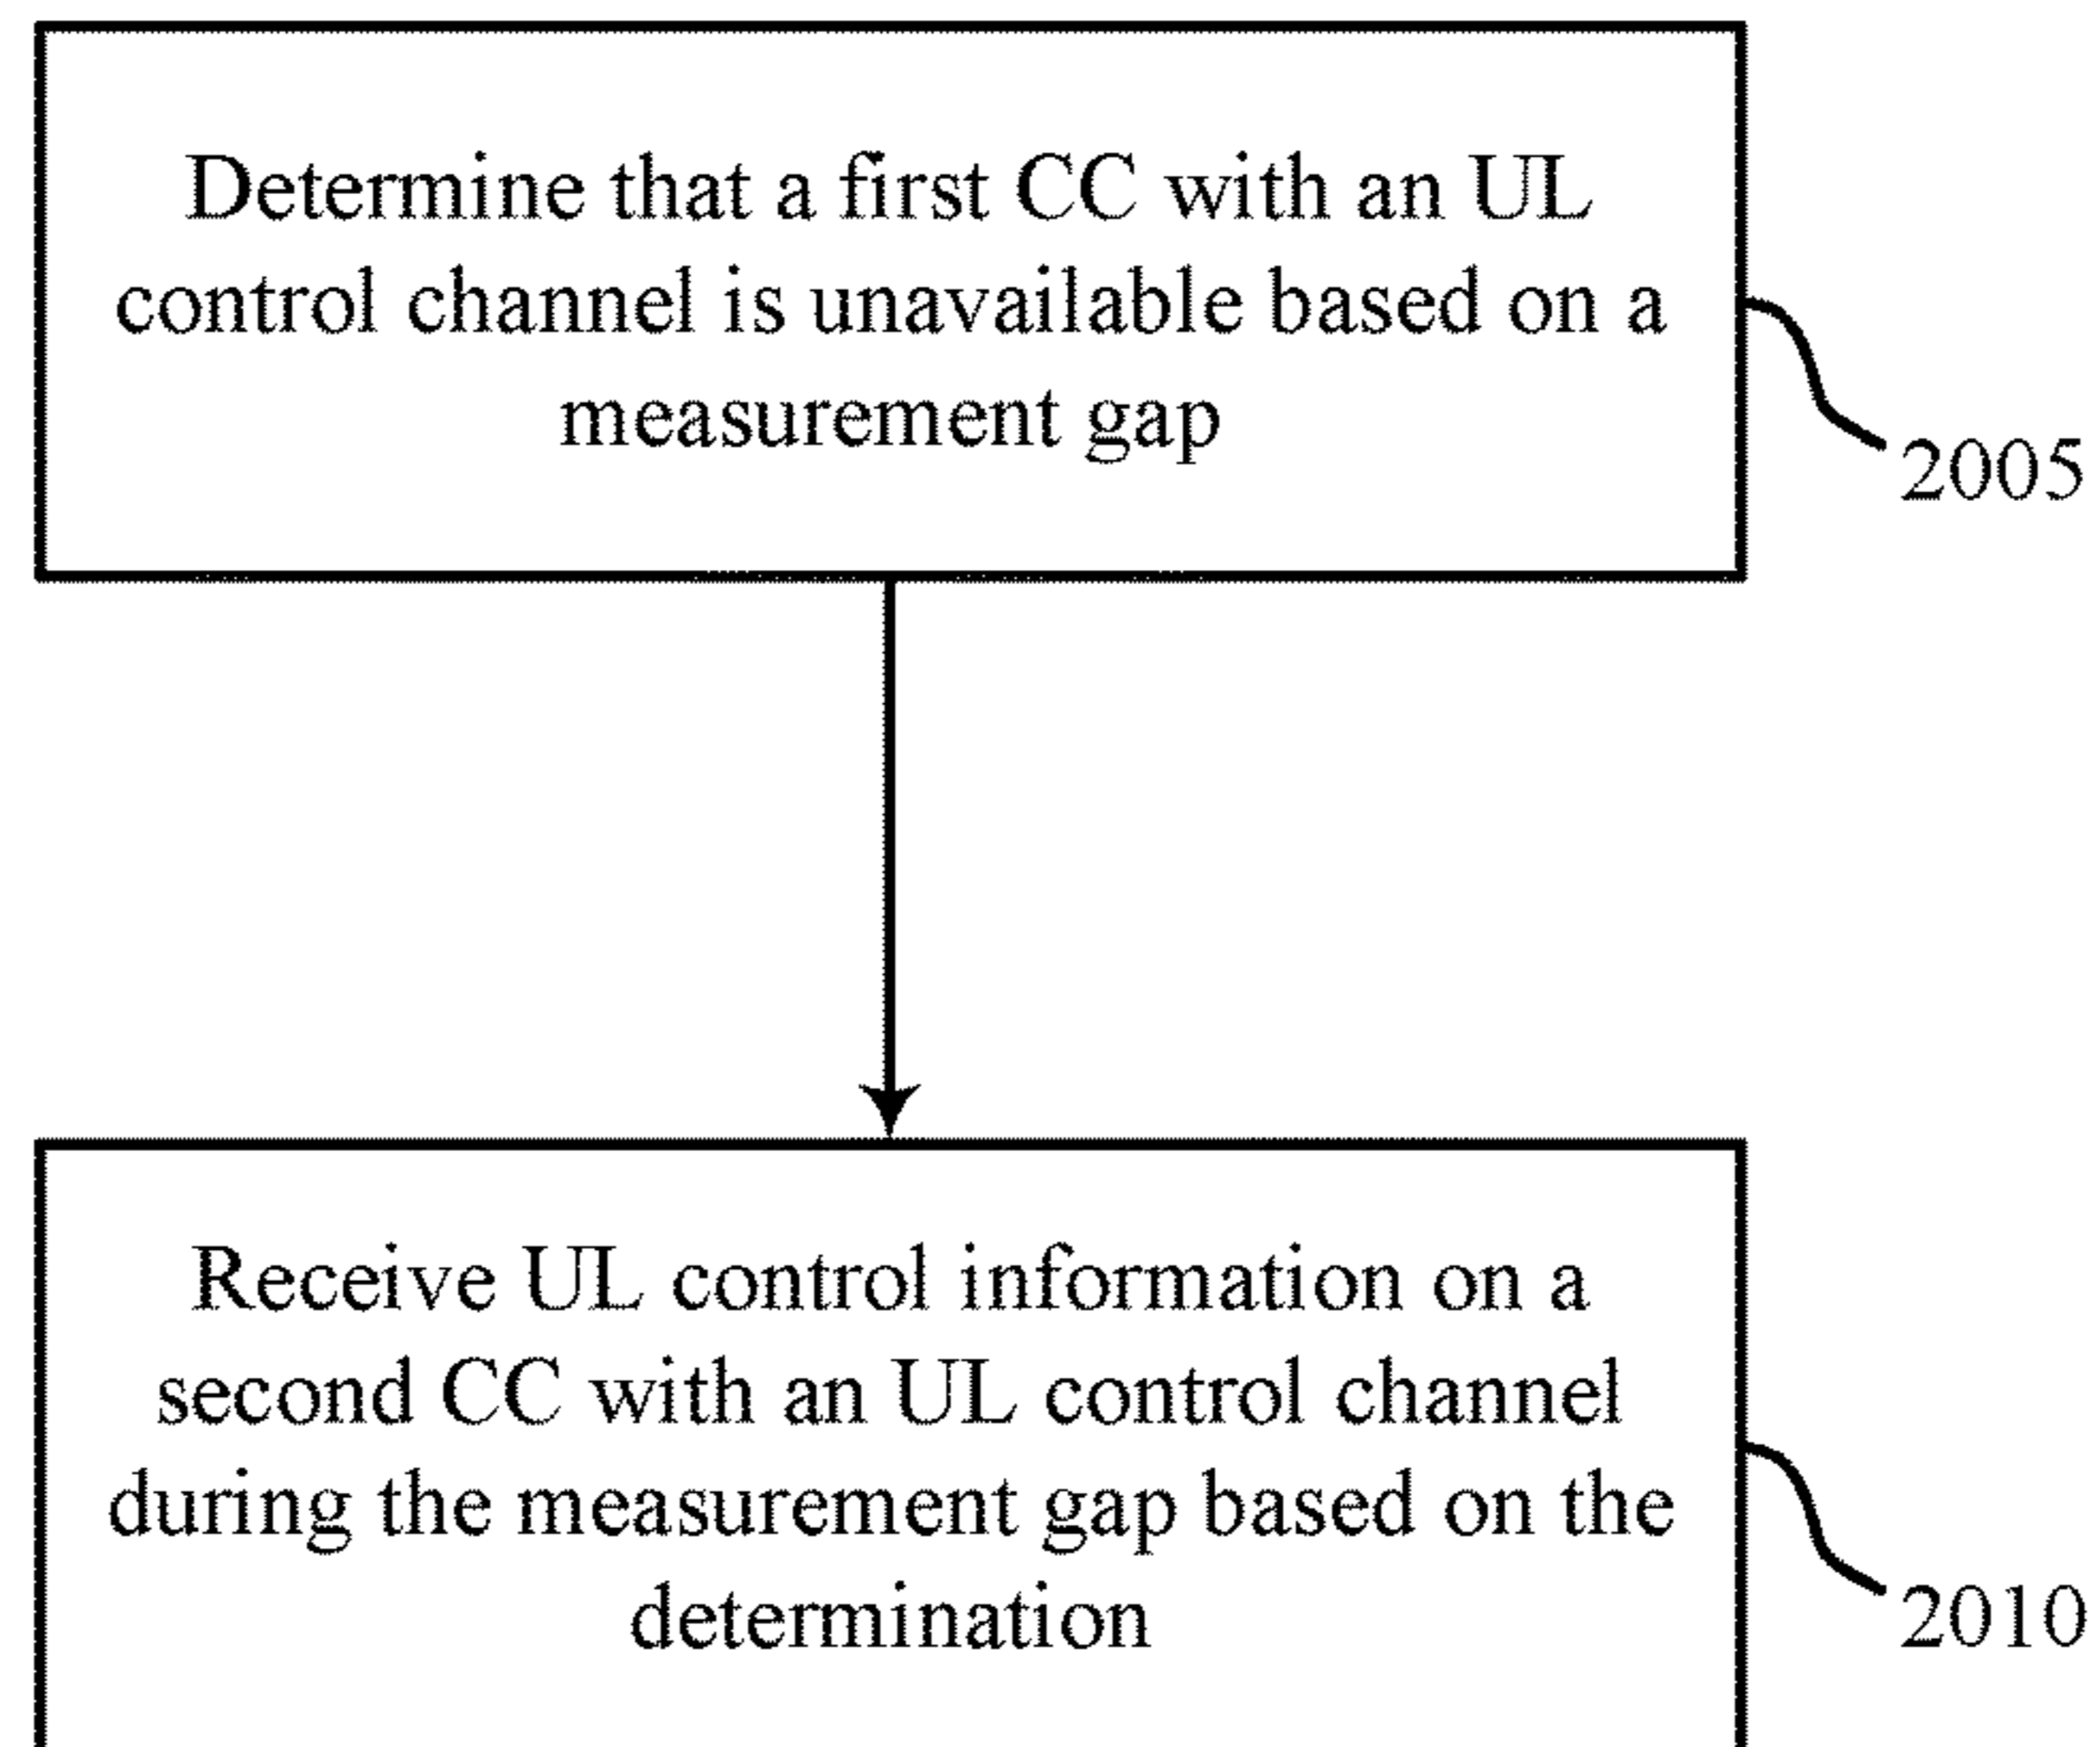 Determine that a first CC with an UL
control channel is unavailable based on a
measurement gap
2005
Receive UL control information on a
second CC with an UL control channel
during the measurement gap based on the
determination
2010